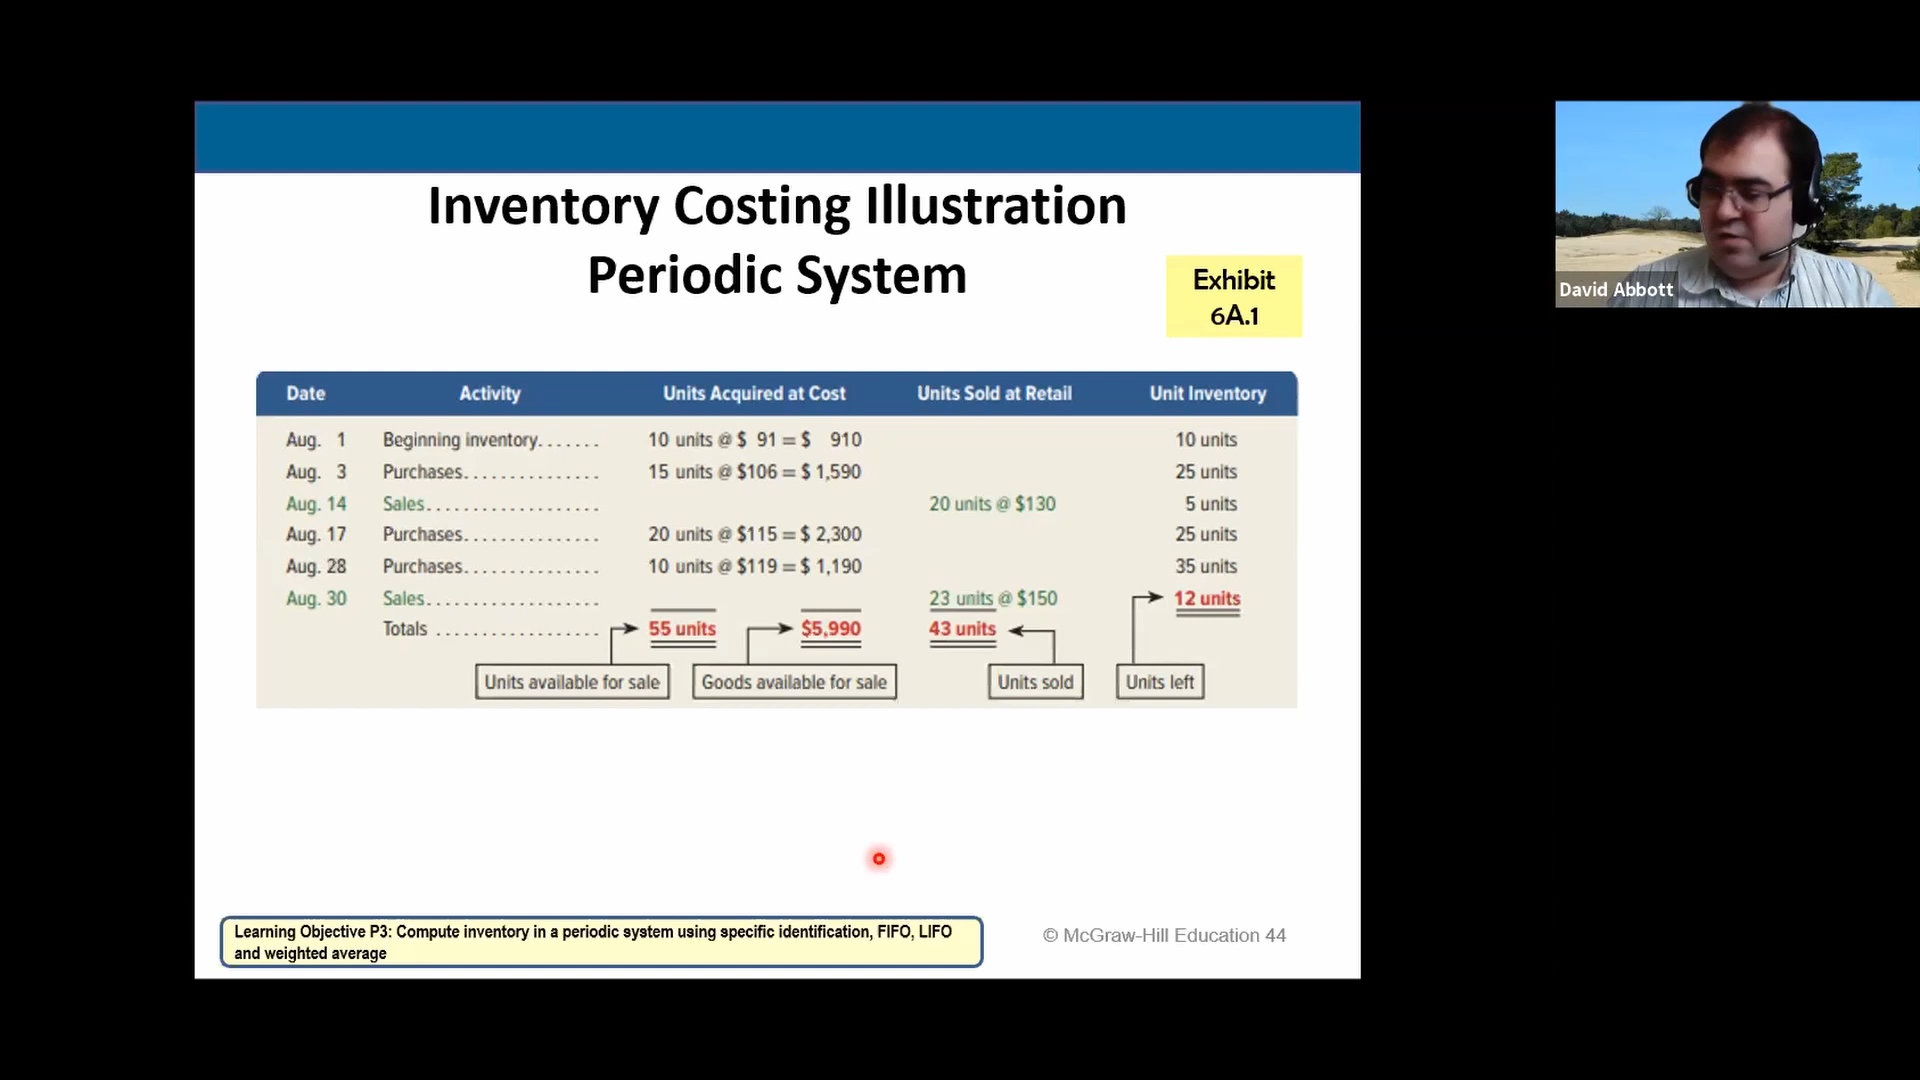 Inventory Costing Illustration
Periodic System
Exhibit
6A.1
David Abbott
Date Activity Units Acquired at Cost Units Sold at Retail Unit Inventory
Aug. 1 Beginning inventory....... 10 units @ $ 91 = $ 910 10 units
Aug. 3 Purchases.............. 15 units @ $106 = $ 1,590 25 units
Aug. 14 Sales.................. 20 units @ $130 5 units
Aug. 17 Purchases.............. 20 units @ $115 = $ 2,300 25 units
Aug. 28 Purchases.............. 10 units @ $119 = $ 1,190 35 units
Aug. 30 Sales.................. 23 units @ $150 12 units
Totals ................. 55 units $5,990 43 units
Units available for sale Goods available for sale Units sold Units left
Learning Objective P3: Compute inventory in a periodic system using specific identification, FIFO, LIFO
and weighted average
© McGraw-Hill Education 44